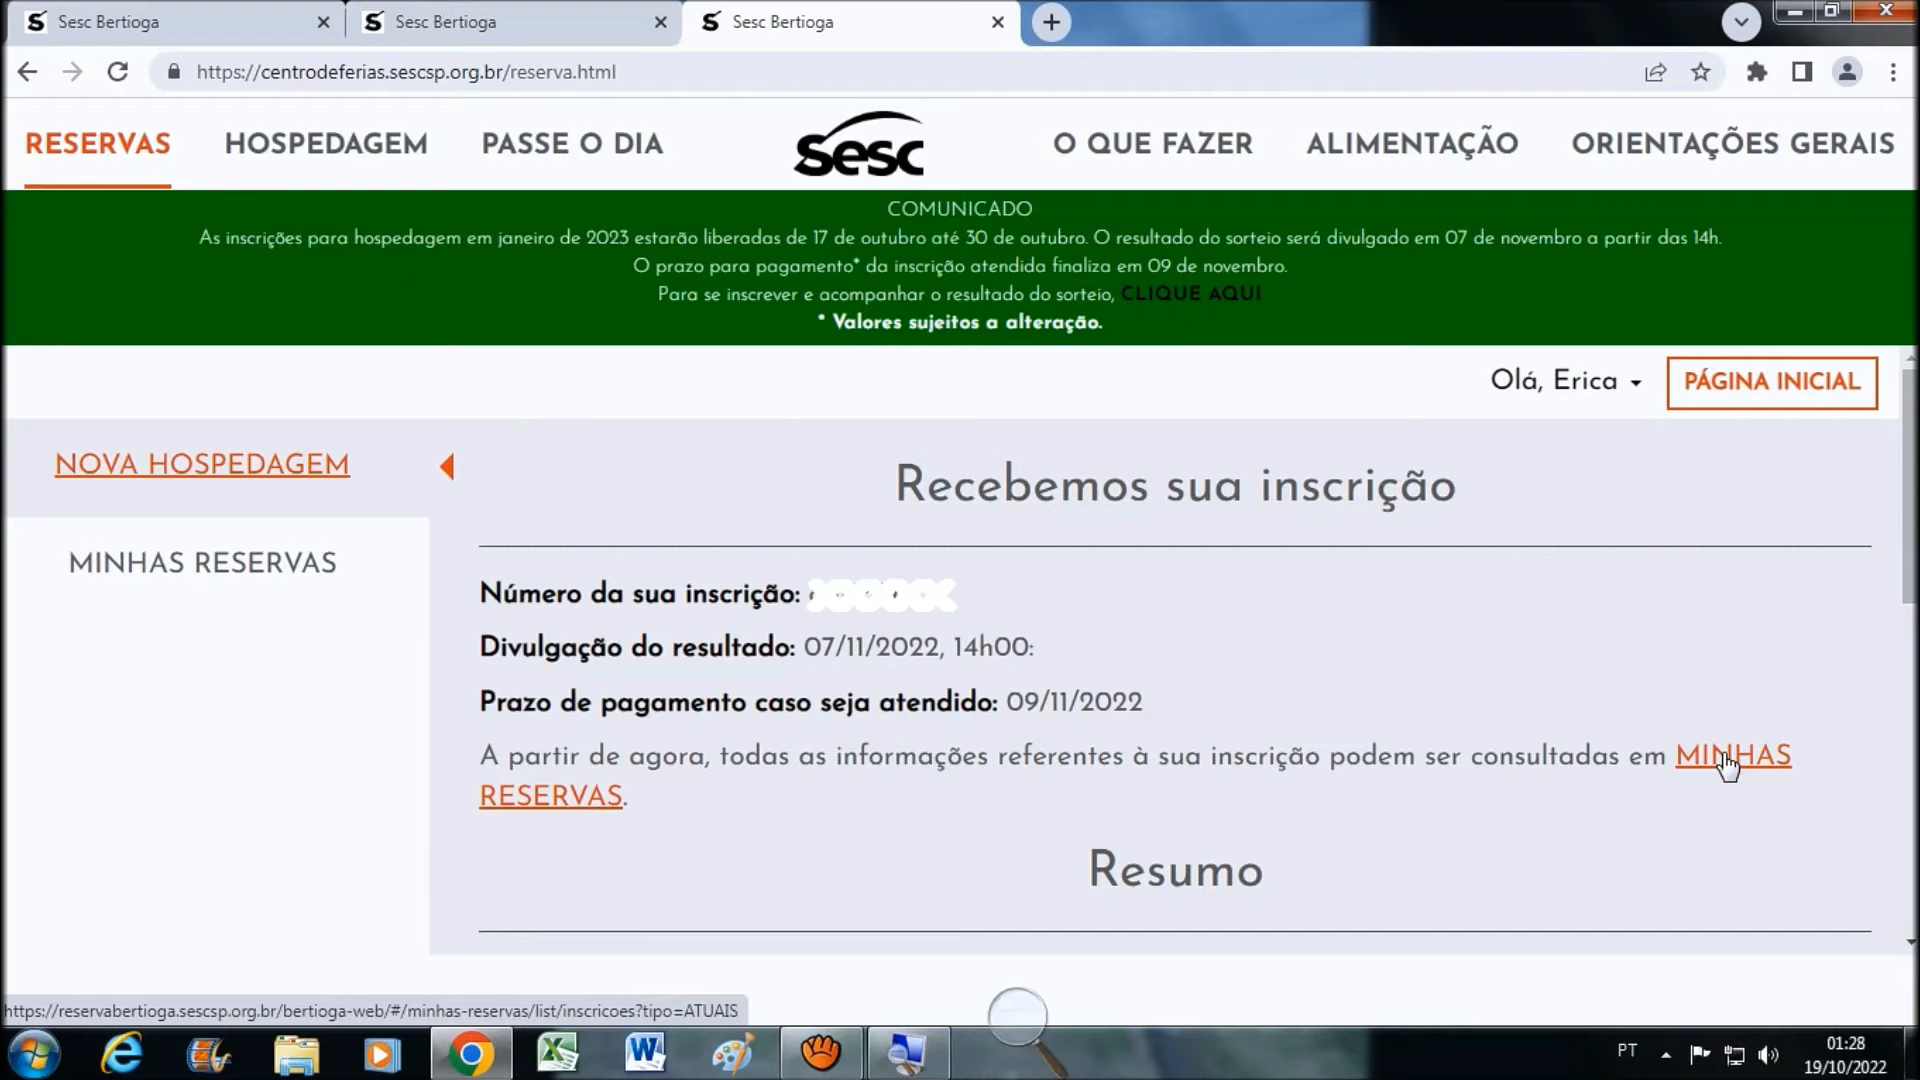 Sesc Bertioga
Sesc Bertioga
Sesc Bertioga
https://centrodeferias.sescsp.org.br/reserva.html
RESERVAS
HOSPEDAGEM
PASSE O DIA
Sesc
O QUE FAZER
ALIMENTAÇÃO
ORIENTAÇÕES GERAIS
COMUNICADO
As inscrições para hospedagem em janeiro de 2023 estarão liberadas de 17 de outubro até 30 de outubro. O resultado do sorteio será divulgado em 07 de novembro a partir das 14h.
O prazo para pagamento* da inscrição atendida finaliza em 09 de novembro.
Para se inscrever e acompanhar o resultado do sorteio, CLIQUE AQUI
* Valores sujeitos a alteração.
Olá, Erica
PÁGINA INICIAL
NOVA HOSPEDAGEM
MINHAS RESERVAS
Recebemos sua inscrição
Número da sua inscrição:
Divulgação do resultado: 07/11/2022, 14h00:
Prazo de pagamento caso seja atendido: 09/11/2022
A partir de agora, todas as informações referentes à sua inscrição podem ser consultadas em MINHAS
RESERVAS.
Resumo
https://reservabertioga.sescsp.org.br/bertioga-web/#/minhas-reservas/list/inscricoes?tipo=ATUAIS
PT
01:28
19/10/2022